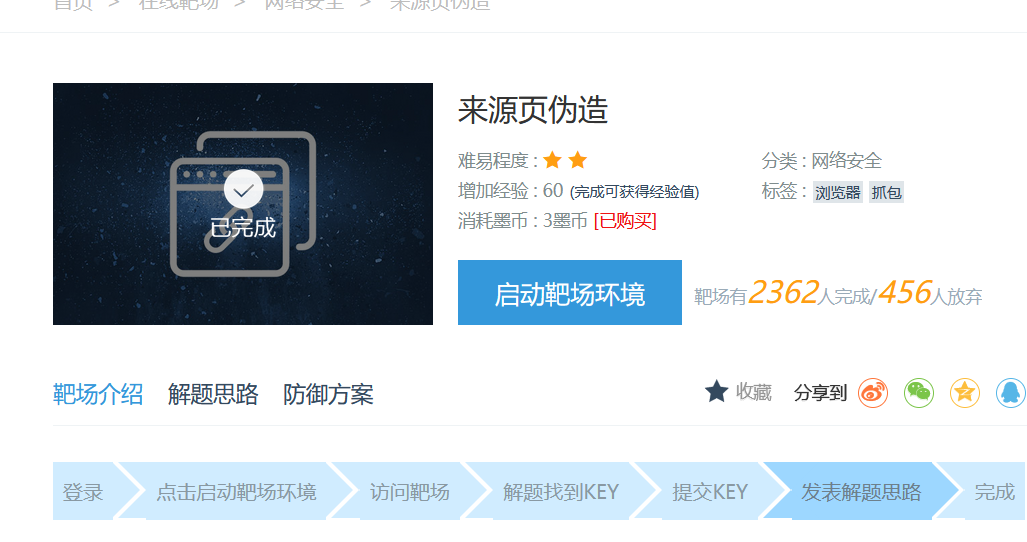 首页 > 在线靶场 > 网络安全 > 来源页伪造
已完成
来源页伪造
难易程度 :
分类 : 网络安全
增加经验 : 60 (完成可获得经验值)
标签 : 浏览器 抓包
消耗墨币 : 3墨币 [已购买]
启动靶场环境
靶场有2362人完成/456人放弃
靶场介绍 解题思路 防御方案
收藏 分享到
登录 点击启动靶场环境 访问靶场 解题找到KEY 提交KEY 发表解题思路 完成